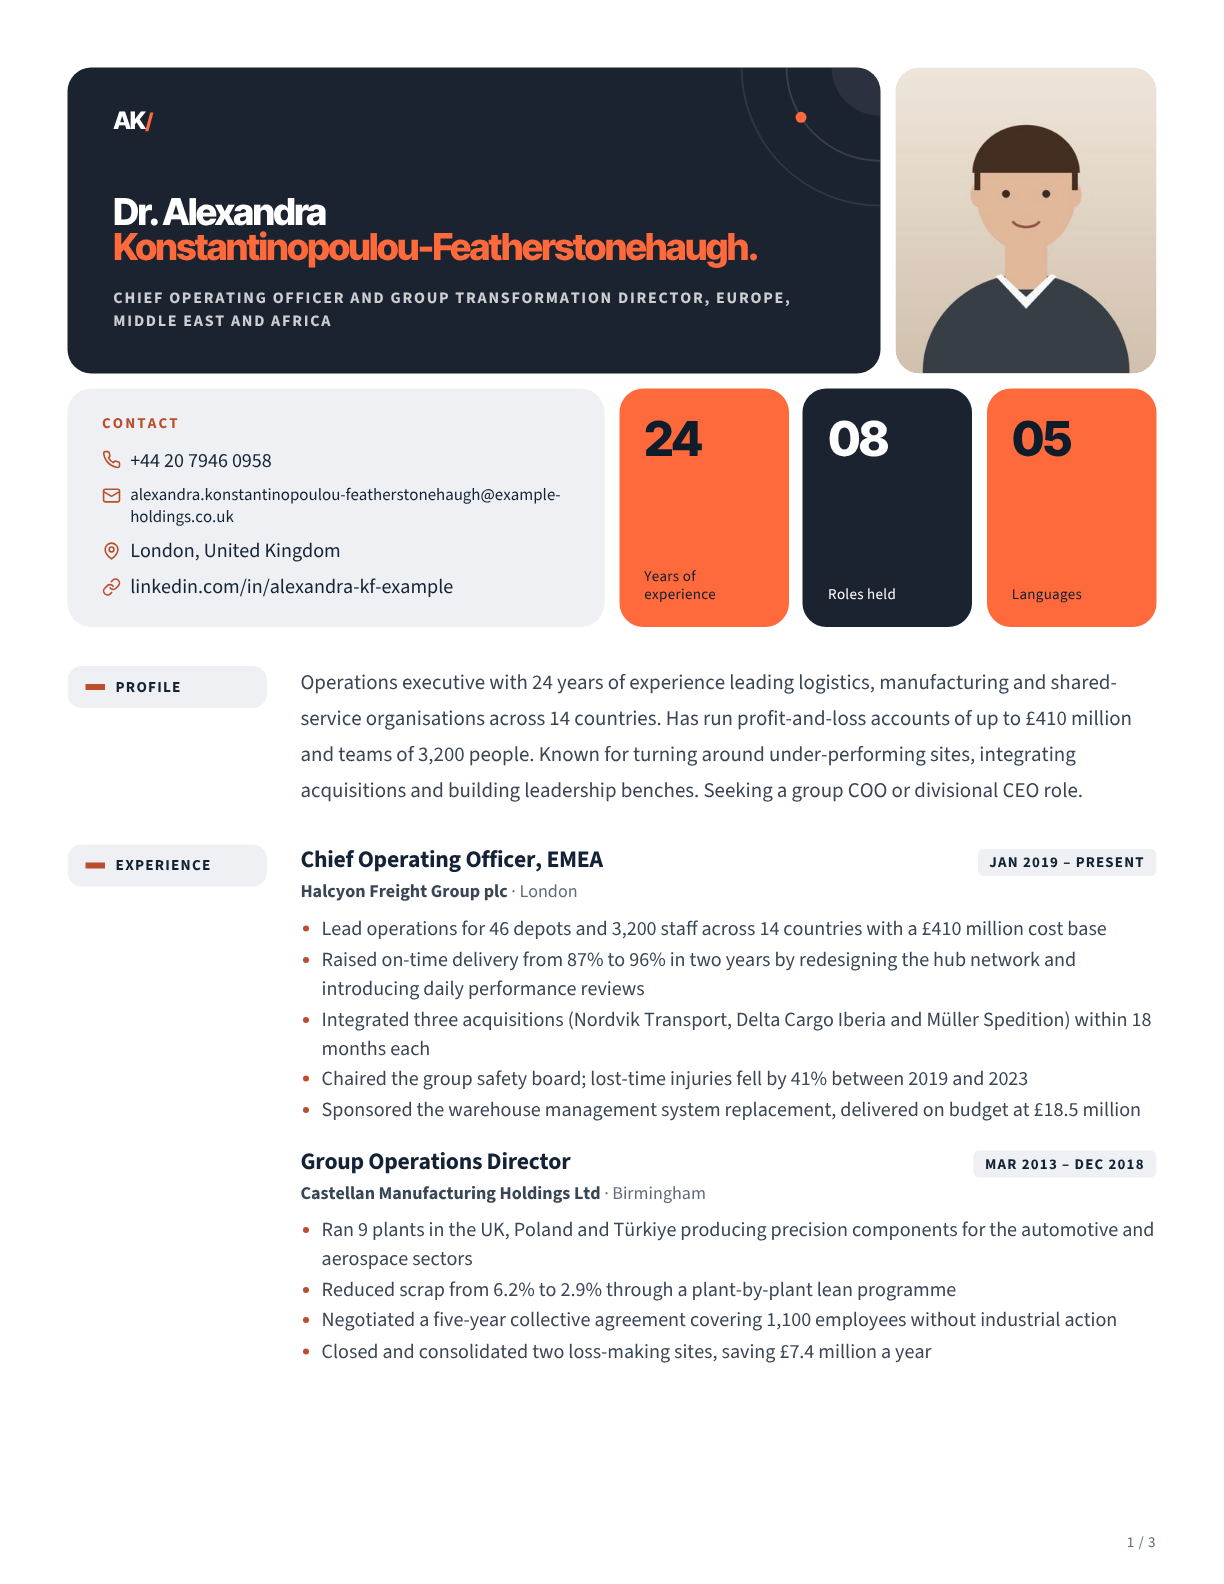 AK/
Dr. Alexandra
Konstantinopoulou-Featherstonehaugh.
CHIEF OPERATING OFFICER AND GROUP TRANSFORMATION DIRECTOR, EUROPE,
MIDDLE EAST AND AFRICA
CONTACT
+44 20 7946 0958
alexandra.konstantinopoulou-featherstonehaugh@example-
holdings.co.uk
London, United Kingdom
linkedin.com/in/alexandra-kf-example
24
Years of
experience
08
Roles held
05
Languages
PROFILE
Operations executive with 24 years of experience leading logistics, manufacturing and shared-
service organisations across 14 countries. Has run profit-and-loss accounts of up to £410 million
and teams of 3,200 people. Known for turning around under-performing sites, integrating
acquisitions and building leadership benches. Seeking a group COO or divisional CEO role.
EXPERIENCE
Chief Operating Officer, EMEA
JAN 2019 – PRESENT
Halcyon Freight Group plc · London
• Lead operations for 46 depots and 3,200 staff across 14 countries with a £410 million cost base
• Raised on-time delivery from 87% to 96% in two years by redesigning the hub network and
introducing daily performance reviews
• Integrated three acquisitions (Nordvik Transport, Delta Cargo Iberia and Müller Spedition) within 18
months each
• Chaired the group safety board; lost-time injuries fell by 41% between 2019 and 2023
• Sponsored the warehouse management system replacement, delivered on budget at £18.5 million
Group Operations Director
MAR 2013 – DEC 2018
Castellan Manufacturing Holdings Ltd · Birmingham
• Ran 9 plants in the UK, Poland and Türkiye producing precision components for the automotive and
aerospace sectors
• Reduced scrap from 6.2% to 2.9% through a plant-by-plant lean programme
• Negotiated a five-year collective agreement covering 1,100 employees without industrial action
• Closed and consolidated two loss-making sites, saving £7.4 million a year
1 / 3